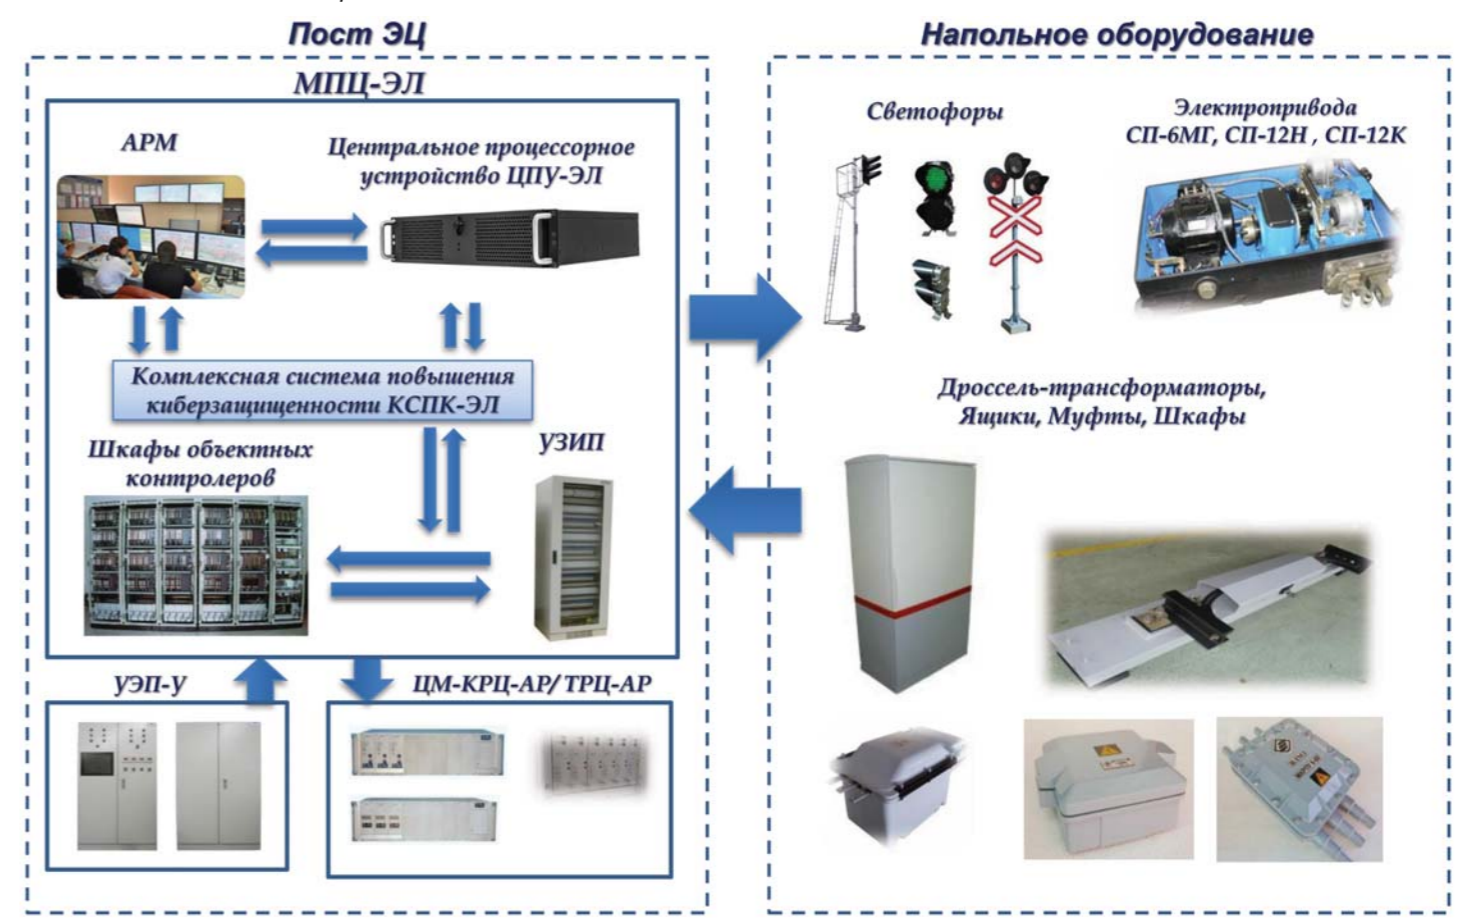 Пост ЭЦ
Напольное оборудование
МПЦ-ЭЛ
АРМ
Центральное процессорное
устройство ЦПУ-ЭЛ
Комплексная система повышения
киберзащищенности КСПК-ЭЛ
Шкафы объектных
контролеров
УЗИП
УЭП-У
ЦМ-КРЦ-АР/ ТРЦ-АР
Светофоры
Электропривода
СП-6МГ, СП-12Н , СП-12К
Дроссель-трансформаторы,
Ящики, Муфты, Шкафы